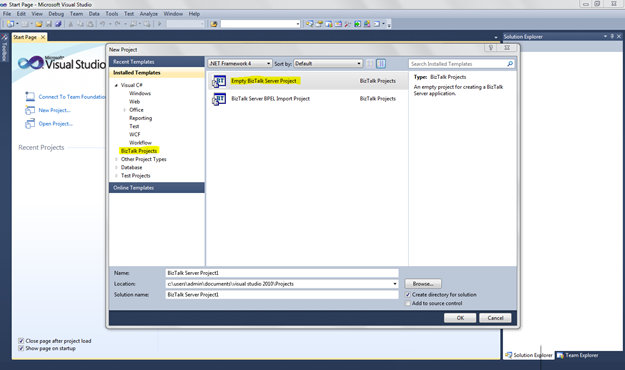 Start Page - Microsoft Visual Studio
File Edit View Debug Team Data Tools Test Analyze Window Help
Toolbox
Start Page
Solution Explorer
Microsoft
Visual Studio
Connect To Team Foundatio
New Project...
Open Project...
Recent Projects
Close page after project load
Show page on startup
New Project
Recent Templates
Installed Templates
Visual C#
Windows
Web
Office
Reporting
Test
WCF
Workflow
BizTalk Projects
Other Project Types
Database
Test Projects
Online Templates
.NET Framework 4
Sort by: Default
Empty BizTalk Server Project BizTalk Projects
BizTalk Server BPEL Import Project BizTalk Projects
Search Installed Templates
Type: BizTalk Projects
An empty project for creating a BizTalk
Server application.
Name: BizTalk Server Project1
Location: c:\users\admin\documents\visual studio 2010\Projects
Browse...
Solution name: BizTalk Server Project1
Create directory for solution
Add to source control
OK Cancel
Solution Explorer Team Explorer